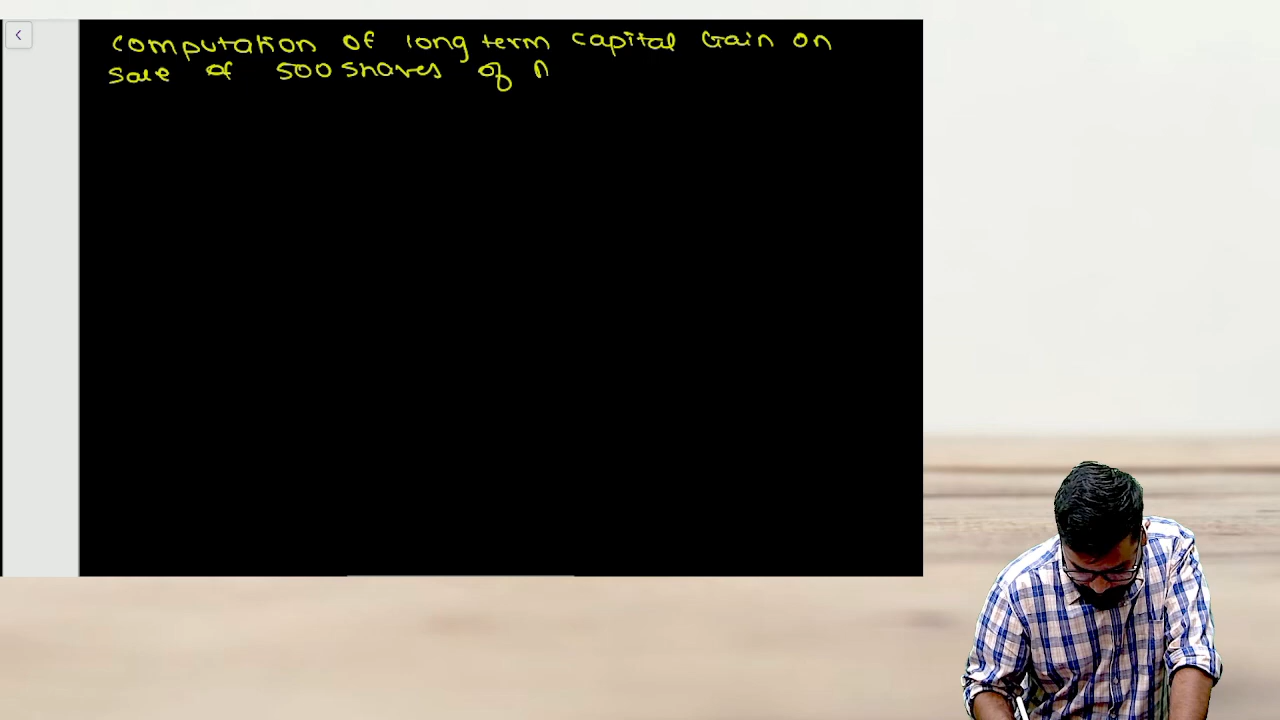 Computation of long term capital Gain on
Sale of 500 Shares of